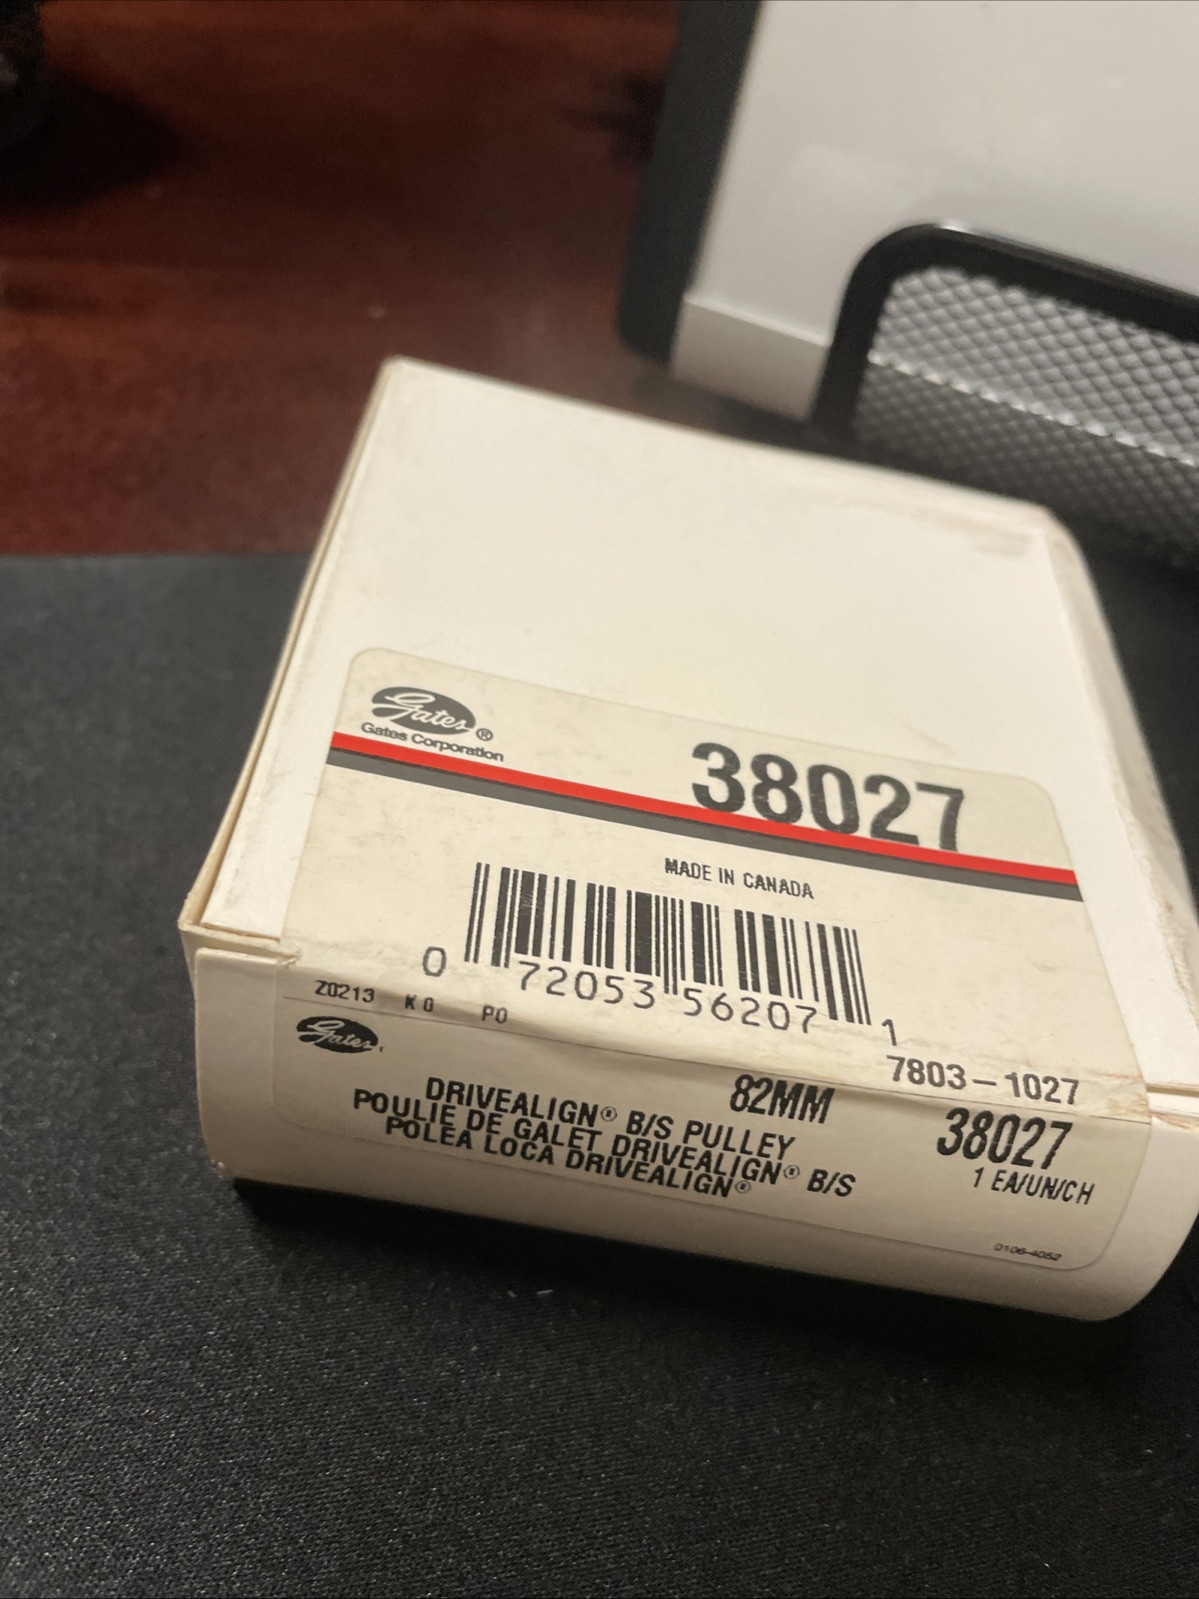 Gates®
Gates Corporation
38027
MADE IN CANADA
0 72053 56207 1
Z0213 K0 P0
7803-1027
Gates
82MM
38027
DRIVEALIGN® B/S PULLEY
POULIE DE GALET DRIVEALIGN® B/S
POLEA LOCA DRIVEALIGN®
1 EA/UN/CH
0106-4052